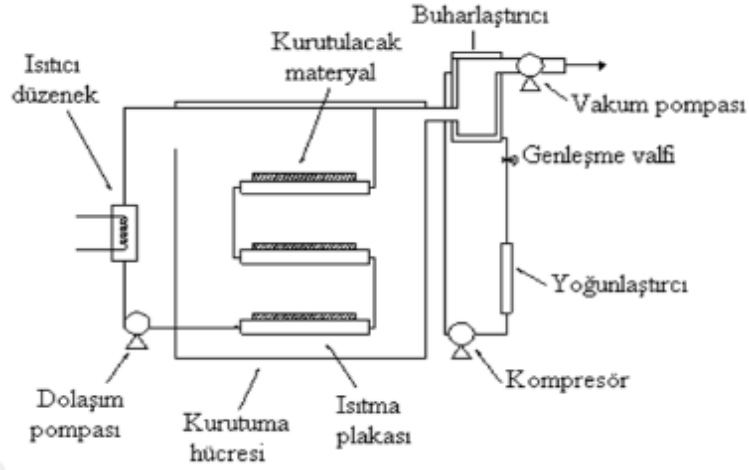 Buharlaştırıcı
Kurutulacak
materyal
Isıtıcı
düzenek
Vakum pompası
Genleşme valfi
Yoğunlaştırcı
Kompresör
Dolaşım
pompası
Kurutuma
hücresi
Isıtma
plakası